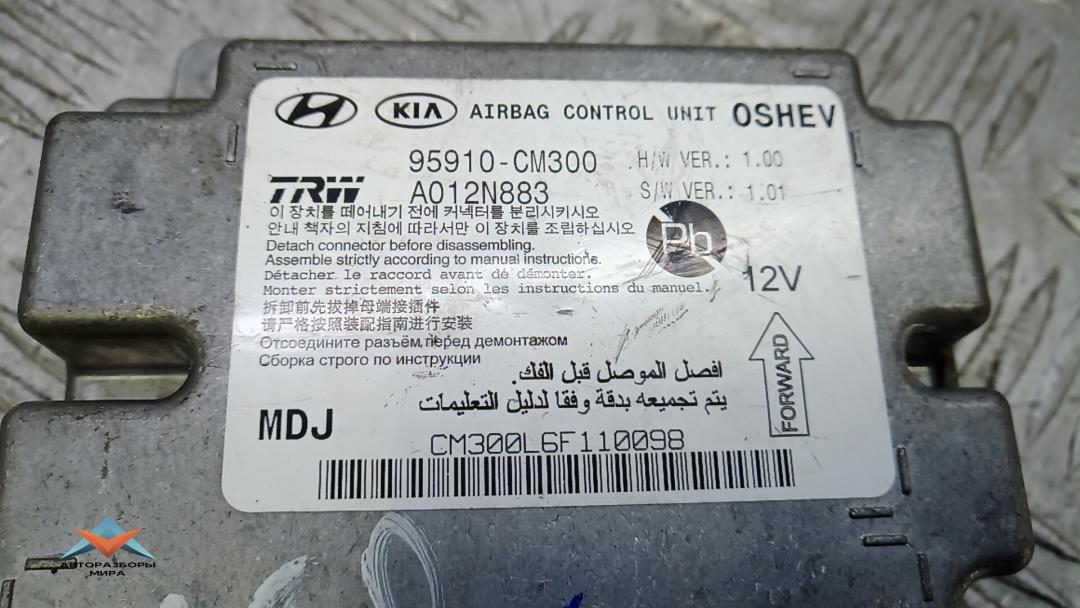 KIA AIRBAG CONTROL UNIT OSHEV
95910-CM300 H/W VER.: 1.00
TRW A012N883 S/W VER.: 1.01
이 장치를 떼어내기 전에 커넥터를 분리시키시오
안내 책자의 지침에 따라서만 이 장치를 조립하십시오
Pb
Detach connector before disassembling.
Assemble strictly according to manual instructions.
Détacher le raccord avant de démonter.
12V
Monter strictement selon les instructions du manuel.
拆卸前先拔掉母端接插件
请严格按照装配指南进行安装
Отсоедините разъём, перед демонтажом
Сборка строго по инструкции
FORWARD
افصل الموصل قبل الفك.
يتم تجميعه بدقة وفقا لدليل التعليمات
MDJ
CM300L6F110098
АВТОРАЗБОРЫ
МИРА